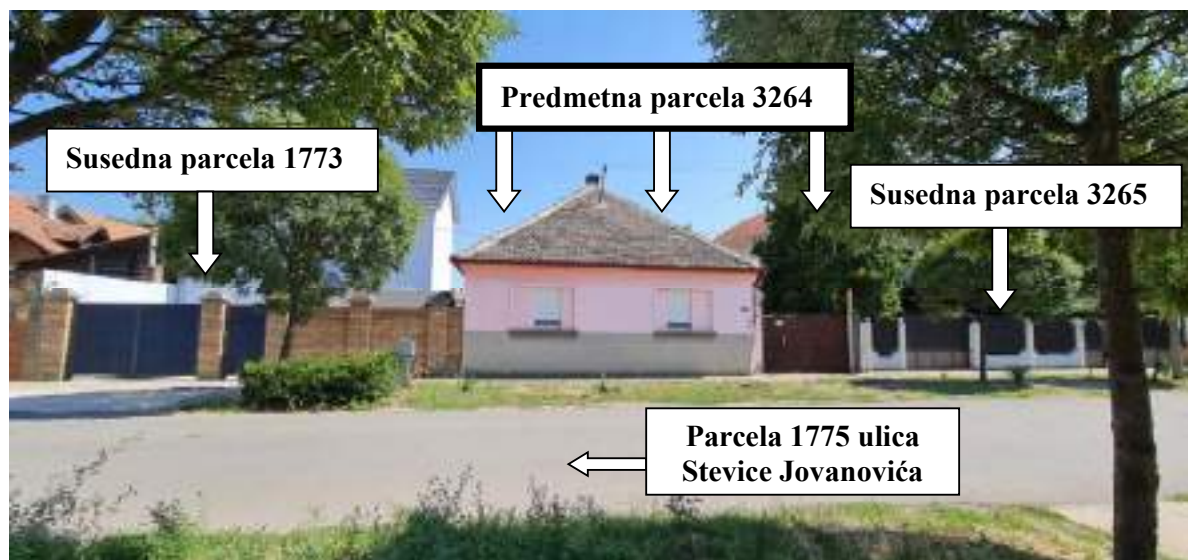 Predmetna parcela 3264
Susedna parcela 1773
Susedna parcela 3265
Parcela 1775 ulica
Stevice Jovanovića